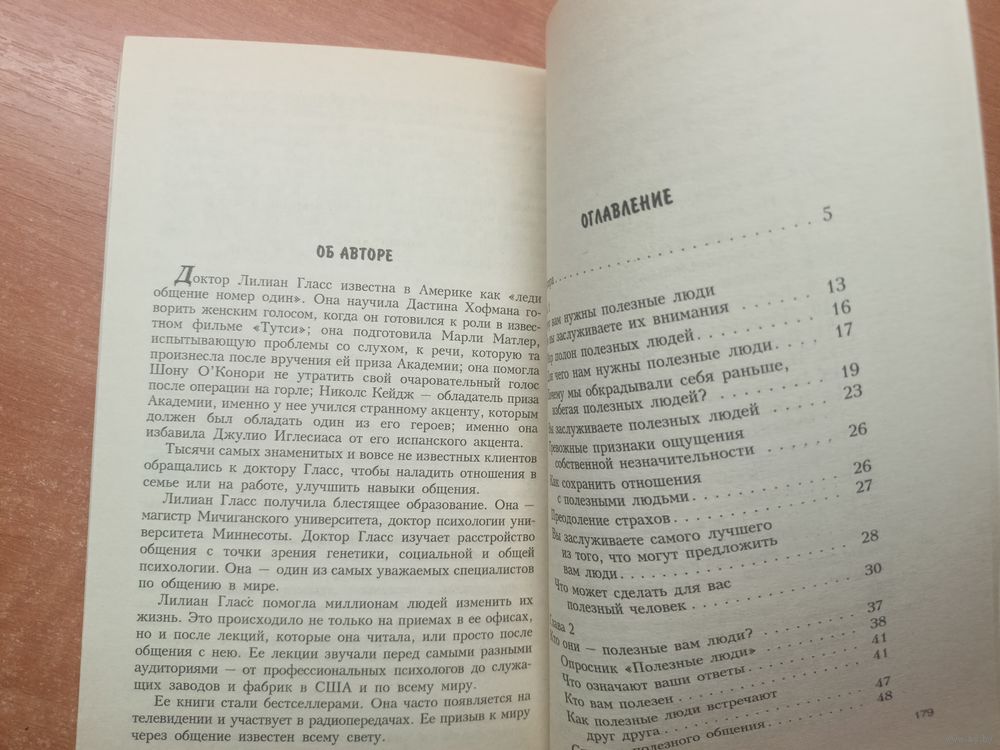 ОБ АВТОРЕ
Доктор Лилиан Гласс известна в Америке как «леди
общение номер один». Она научила Дастина Хофмана го-
ворить женским голосом, когда он готовился к роли в извест-
ном фильме «Тутси»; она подготовила Марли Матлер,
испытывающую проблемы со слухом, к речи, которую та
произнесла после вручения ей приза Академии; она помогла
Шону О'Конори не утратить свой очаровательный голос
после операции на горле; Николс Кейдж — обладатель приза
Академии, именно у нее учился странному акценту, которым
должен был обладать один из его героев; именно она
избавила Джулио Иглесиаса от его испанского акцента.
Тысячи самых знаменитых и вовсе не известных клиентов
обращались к доктору Гласс, чтобы наладить отношения в
семье или на работе, улучшить навыки общения.
Лилиан Гласс получила блестящее образование. Она —
магистр Мичиганского университета, доктор психологии уни-
верситета Миннесоты. Доктор Гласс изучает расстройство
общения с точки зрения генетики, социальной и общей
психологии. Она — один из самых уважаемых специалистов
по общению в мире.
Лилиан Гласс помогла миллионам людей изменить их
жизнь. Это происходило не только на приемах в ее офисах,
но и после лекций, которые она читала, или просто после
общения с нею. Ее лекции звучали перед самыми разными
аудиториями — от профессиональных психологов до служа-
щих заводов и фабрик в США и по всему миру.
Ее книги стали бестселлерами. Она часто появляется на
телевидении и участвует в радиопередачах. Ее призыв к миру
через общение известен всему свету.
ОГЛАВЛЕНИЕ
. . . . . . . . . . . . . . . 5
вам нужны полезные люди
вы заслуживаете их внимания . . . . . . . 13
полон полезных людей . . . . . . . . . 16
чего нам нужны полезные люди . . . . . 17
Почему мы обкрадывали себя раньше,
избегая полезных людей? . . . . . . . . 19
Вы заслуживаете полезных людей . . . . . . 23
Тревожные признаки ощущения
собственной незначительности . . . . . . . 26
Как сохранить отношения
с полезными людьми . . . . . . . . . . 26
Преодоление страхов . . . . . . . . . . . 27
Вы заслуживаете самого лучшего
из того, что могут предложить
вам люди . . . . . . . . . . . . . . 28
Что может сделать для вас
полезный человек . . . . . . . . . . . 30
Глава 2
Кто они — полезные вам люди? . . . . . . . 37
Опросник «Полезные люди» . . . . . . . . 38
Что означают ваши ответы . . . . . . . . 41
Кто вам полезен . . . . . . . . . . . . 41
Как полезные люди встречают
друг друга . . . . . . . . . . . . . . 47
полезного общения . . . . . . . . 48
179